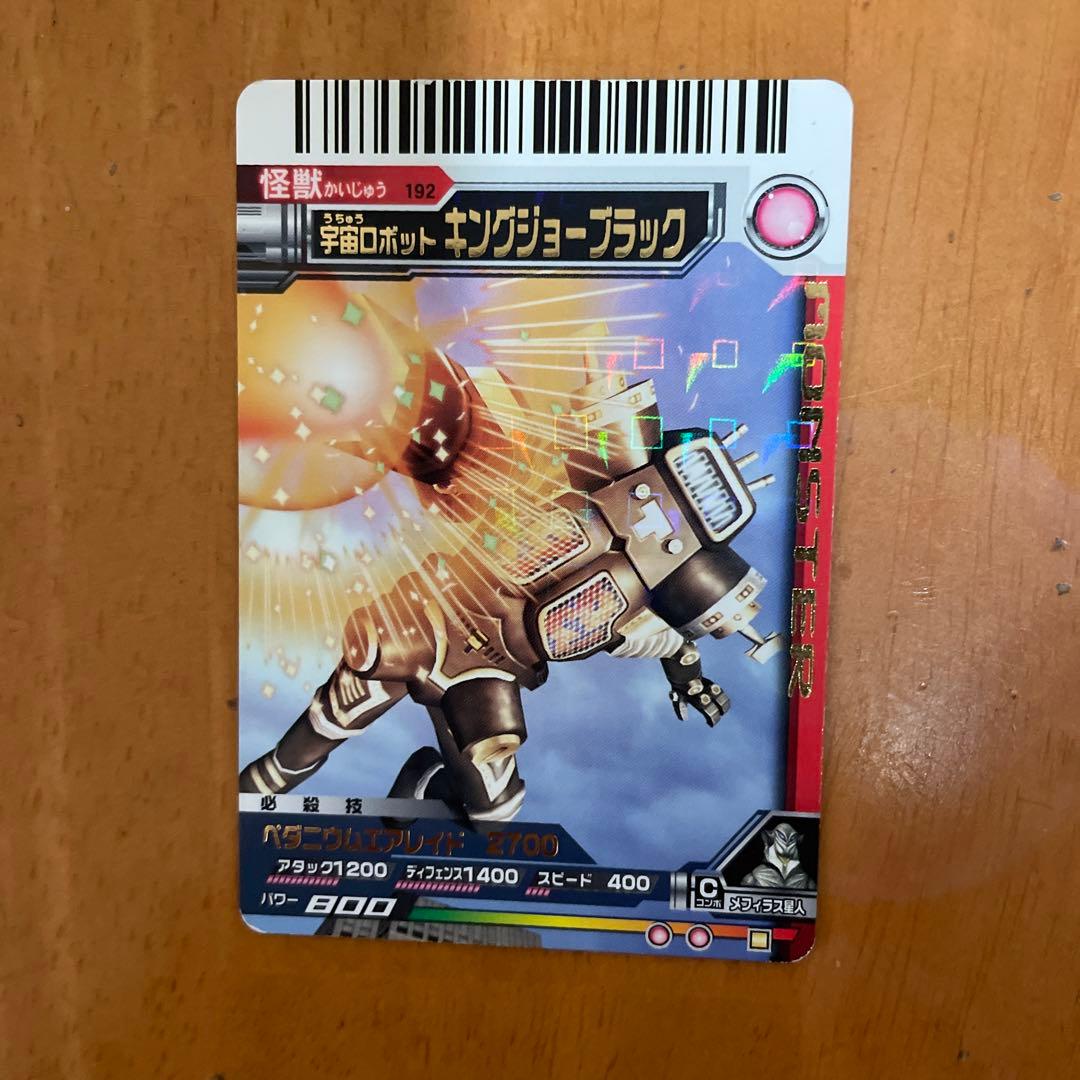 怪獣かいじゅう 192
うちゅう
宇宙ロボット キングジョーブラック
MONSTER
必殺技
ペダニウムエアレイド 2700
アタック1200 ディフェンス1400 スピード 400
パワー 800
C
コンボ メフィラス星人